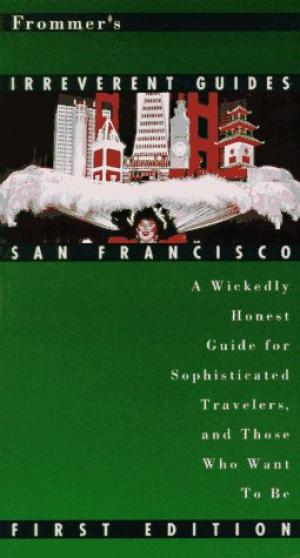 Frommer's
IRREVERENT GUIDES
SAN FRANCISCO
A Wickedly
Honest
Guide for
Sophisticated
Travelers,
and Those
Who Want
To Be
FIRST EDITION